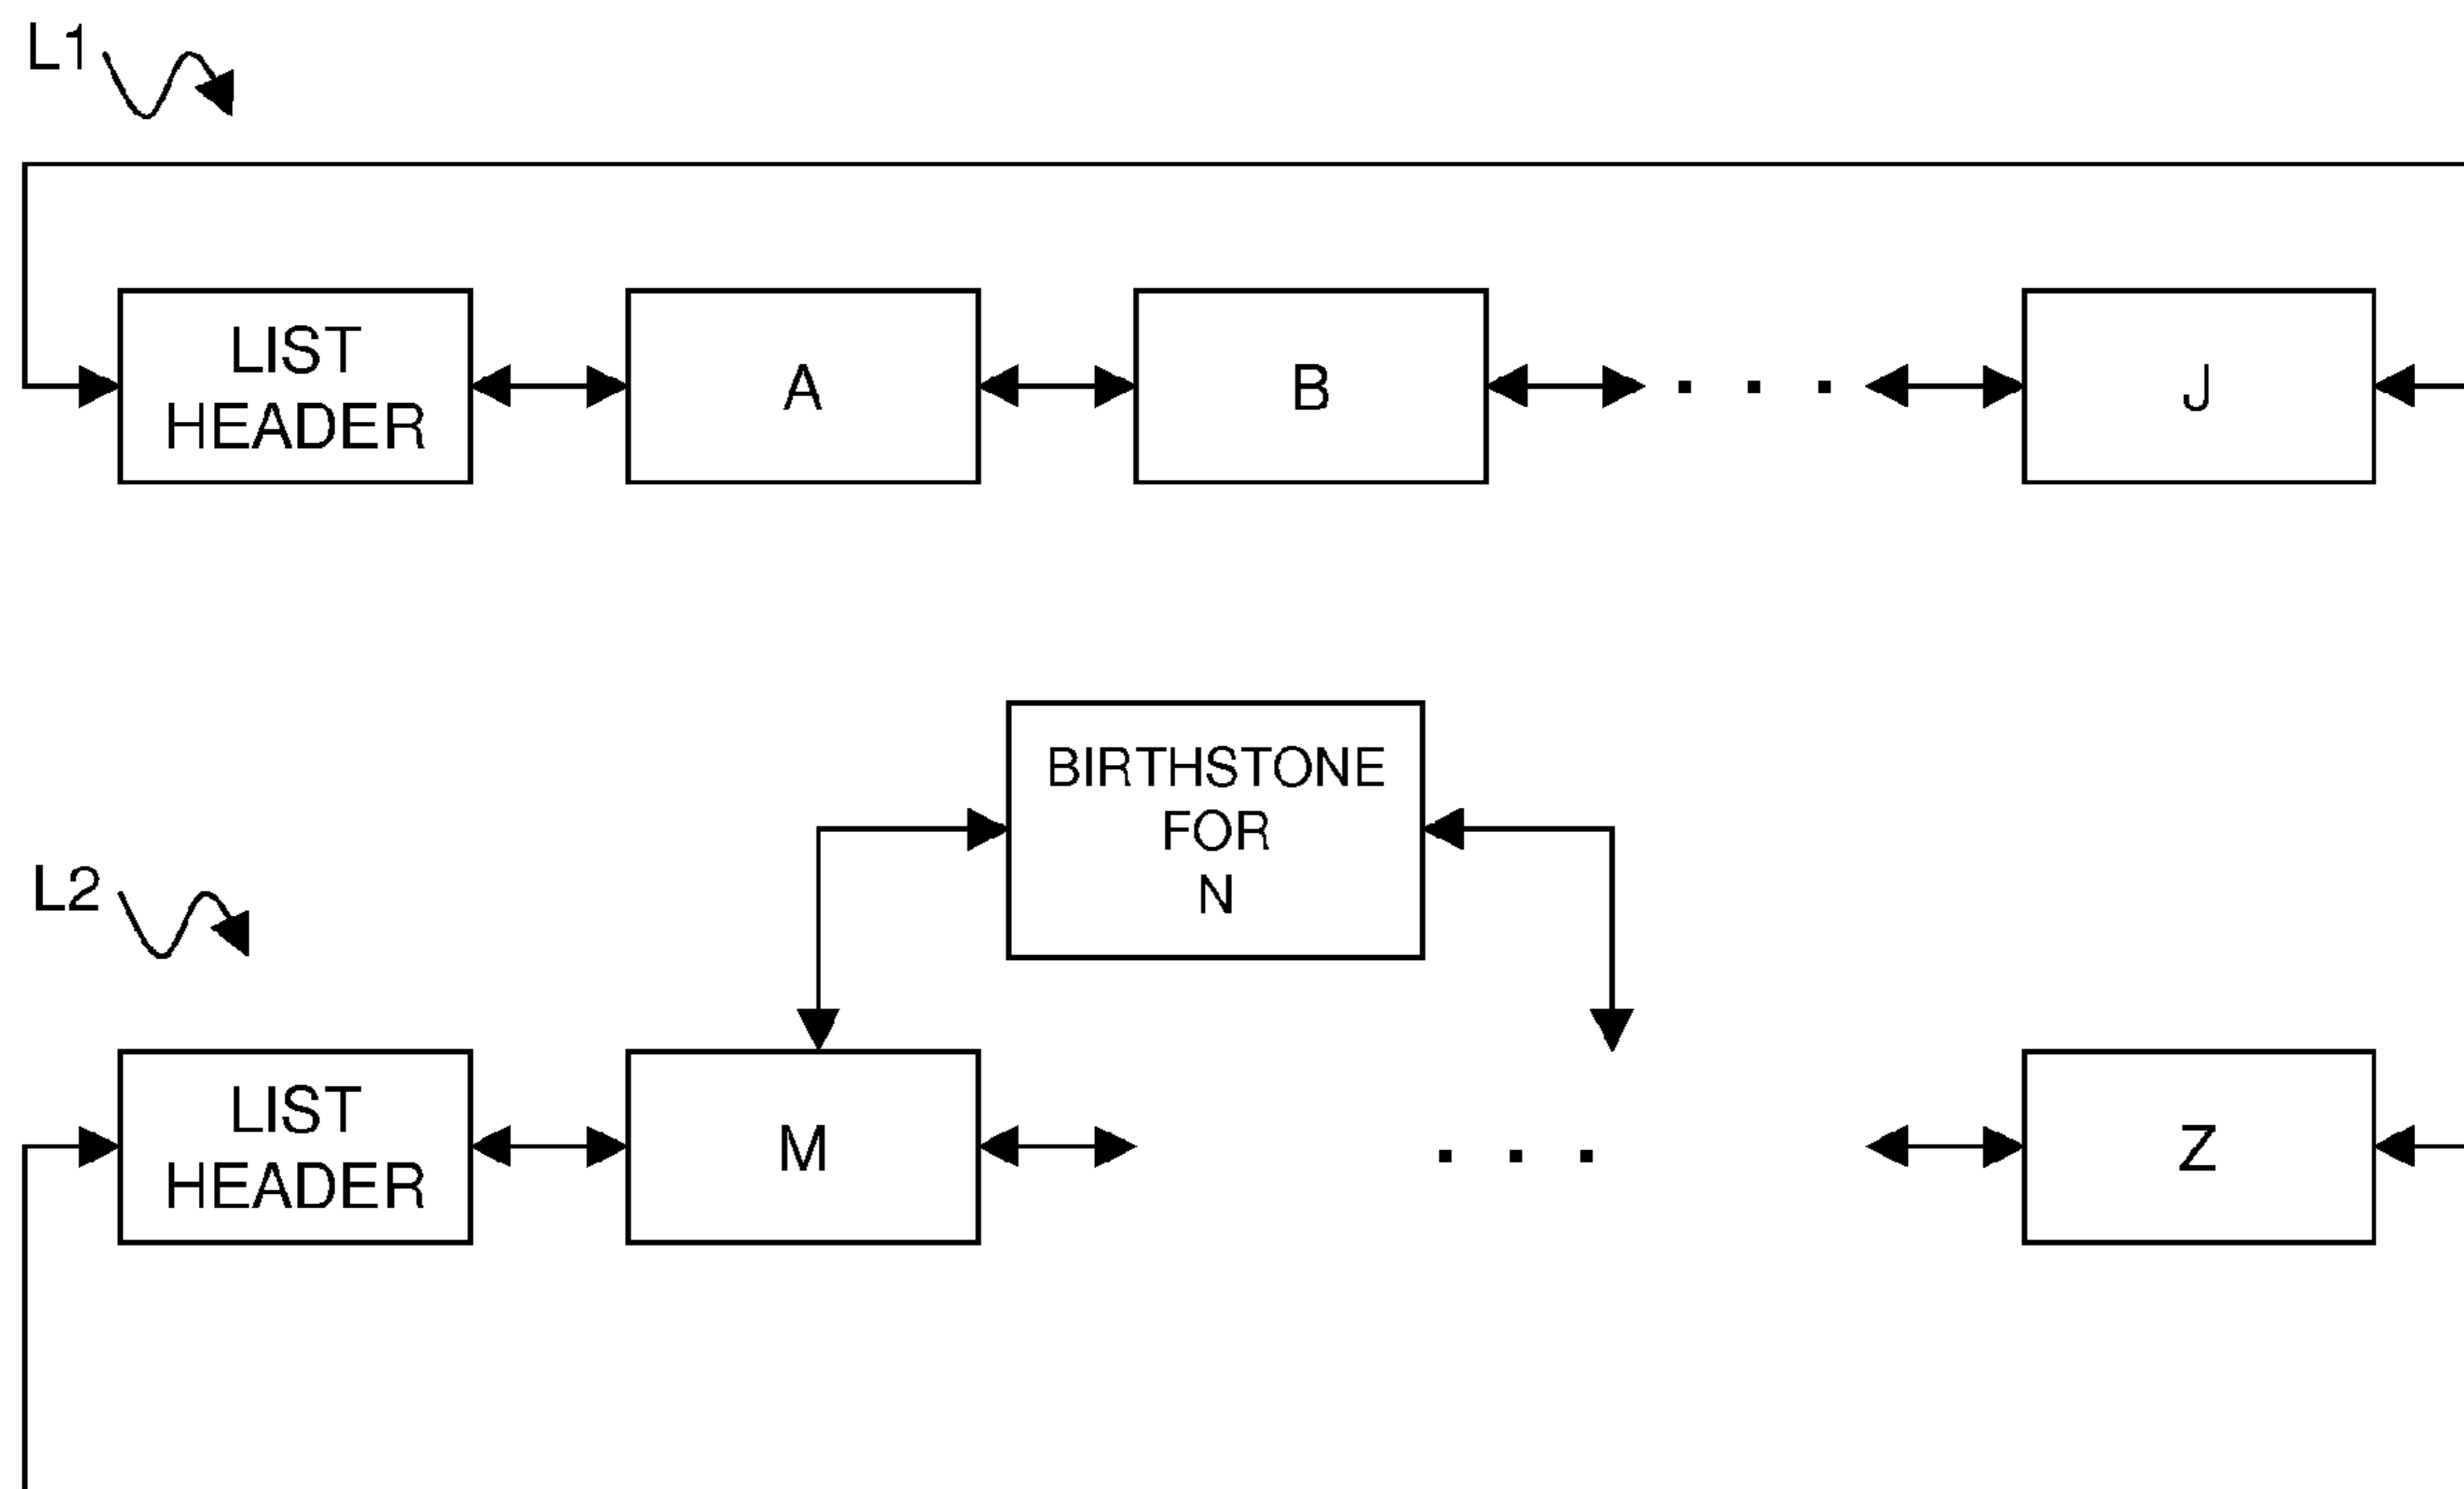 L1
LIST
HEADER
A
B
. . .
J
BIRTHSTONE
FOR
N
L2
LIST
HEADER
M
. . .
Z